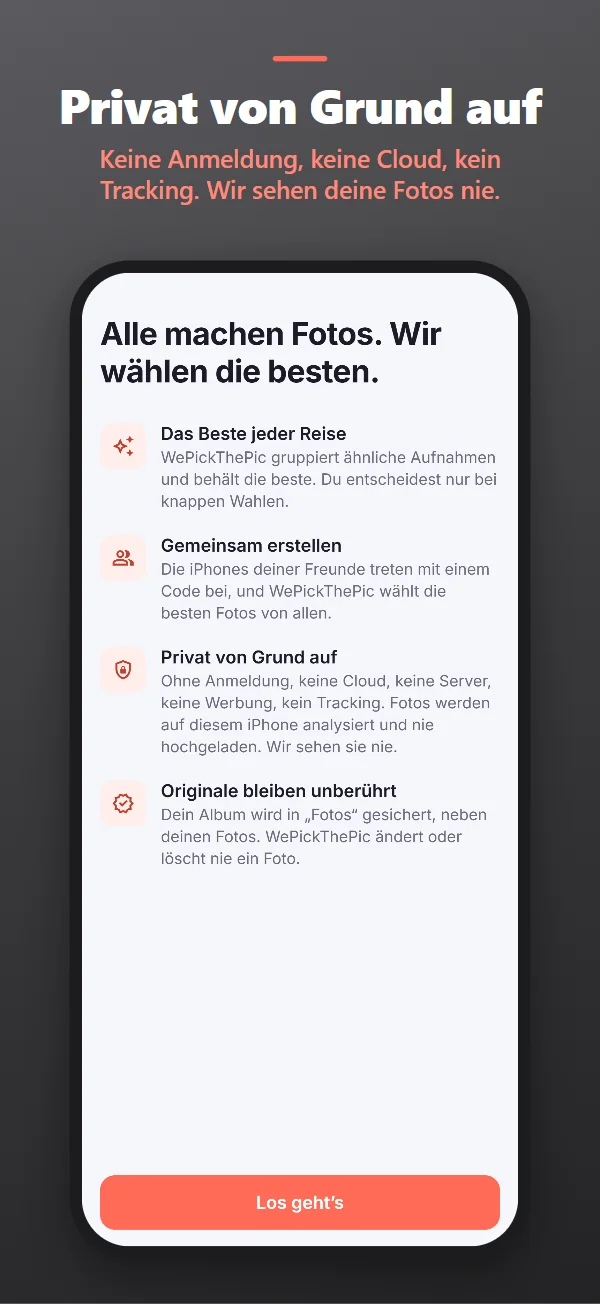 Privat von Grund auf
Keine Anmeldung, keine Cloud, kein
Tracking. Wir sehen deine Fotos nie.
Alle machen Fotos. Wir
wählen die besten.
Das Beste jeder Reise
WePickThePic gruppiert ähnliche Aufnahmen
und behält die beste. Du entscheidest nur bei
knappen Wahlen.
Gemeinsam erstellen
Die iPhones deiner Freunde treten mit einem
Code bei, und WePickThePic wählt die
besten Fotos von allen.
Privat von Grund auf
Ohne Anmeldung, keine Cloud, keine Server,
keine Werbung, kein Tracking. Fotos werden
auf diesem iPhone analysiert und nie
hochgeladen. Wir sehen sie nie.
Originale bleiben unberührt
Dein Album wird in „Fotos“ gesichert, neben
deinen Fotos. WePickThePic ändert oder
löscht nie ein Foto.
Los geht’s